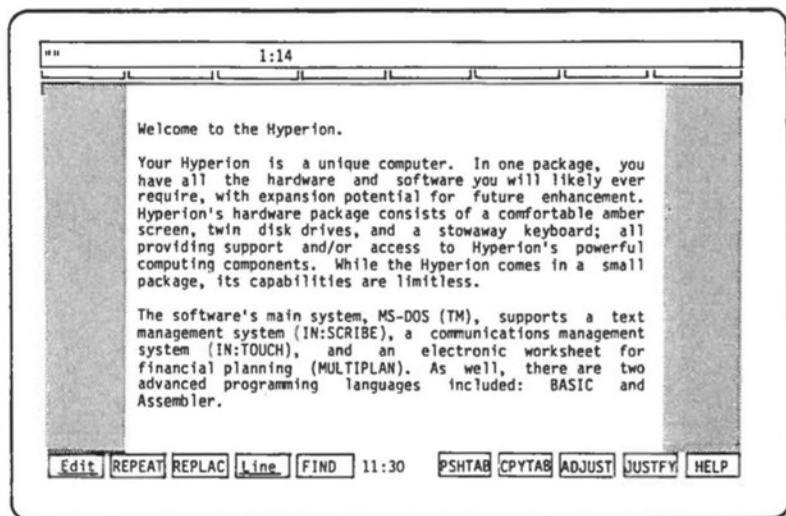 "" 1:14
Welcome to the Hyperion.
Your Hyperion is a unique computer. In one package, you
have all the hardware and software you will likely ever
require, with expansion potential for future enhancement.
Hyperion's hardware package consists of a comfortable amber
screen, twin disk drives, and a stowaway keyboard; all
providing support and/or access to Hyperion's powerful
computing components. While the Hyperion comes in a small
package, its capabilities are limitless.
The software's main system, MS-DOS (TM), supports a text
management system (IN:SCRIBE), a communications management
system (IN:TOUCH), and an electronic worksheet for
financial planning (MULTIPLAN). As well, there are two
advanced programming languages included: BASIC and
Assembler.
Edit REPEAT REPLAC Line FIND 11:30 PSHTAB CPYTAB ADJUST JUSTFY HELP